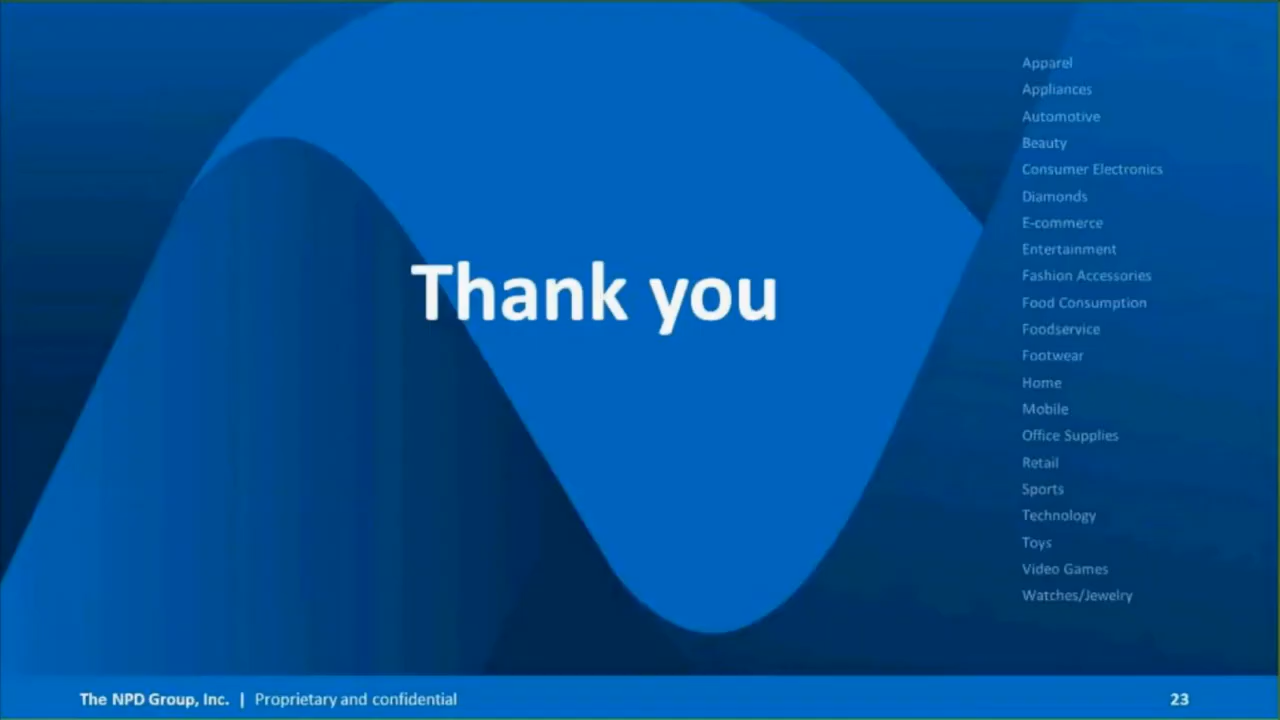 Thank you
Apparel
Appliances
Automotive
Beauty
Consumer Electronics
Diamonds
E-commerce
Entertainment
Fashion Accessories
Food Consumption
Foodservice
Footwear
Home
Mobile
Office Supplies
Retail
Sports
Technology
Toys
Video Games
Watches/Jewelry
The NPD Group, Inc. | Proprietary and confidential
23